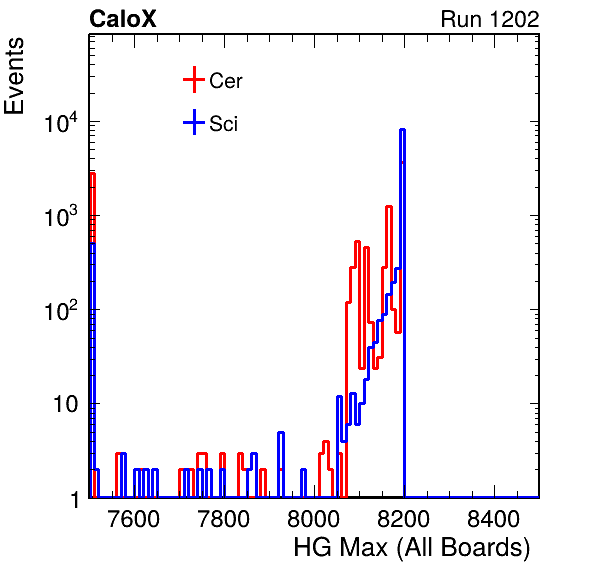 CaloX Run 1202
Events
Cer
Sci
10^4
10^3
10^2
10
1
7600 7800 8000 8200 8400
HG Max (All Boards)